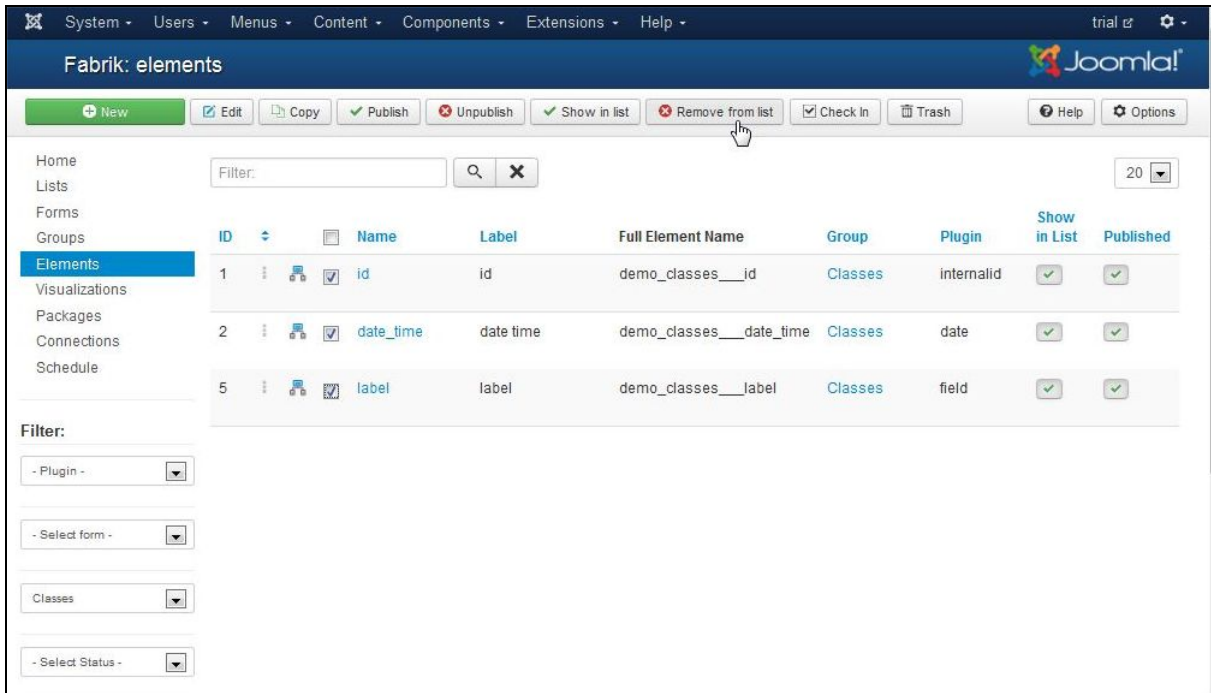 System Users Menus Content Components Extensions Help trial
Fabrik: elements Joomla!®
New Edit Copy Publish Unpublish Show in list Remove from list Check In Trash Help Options
Home
Lists
Forms
Groups
Elements
Visualizations
Packages
Connections
Schedule
Filter:
- Plugin -
- Select form -
Classes
- Select Status -
Filter: 20
ID Name Label Full Element Name Group Plugin Show in List Published
1 id id demo_classes___id Classes internalid
2 date_time date time demo_classes___date_time Classes date
5 label label demo_classes___label Classes field